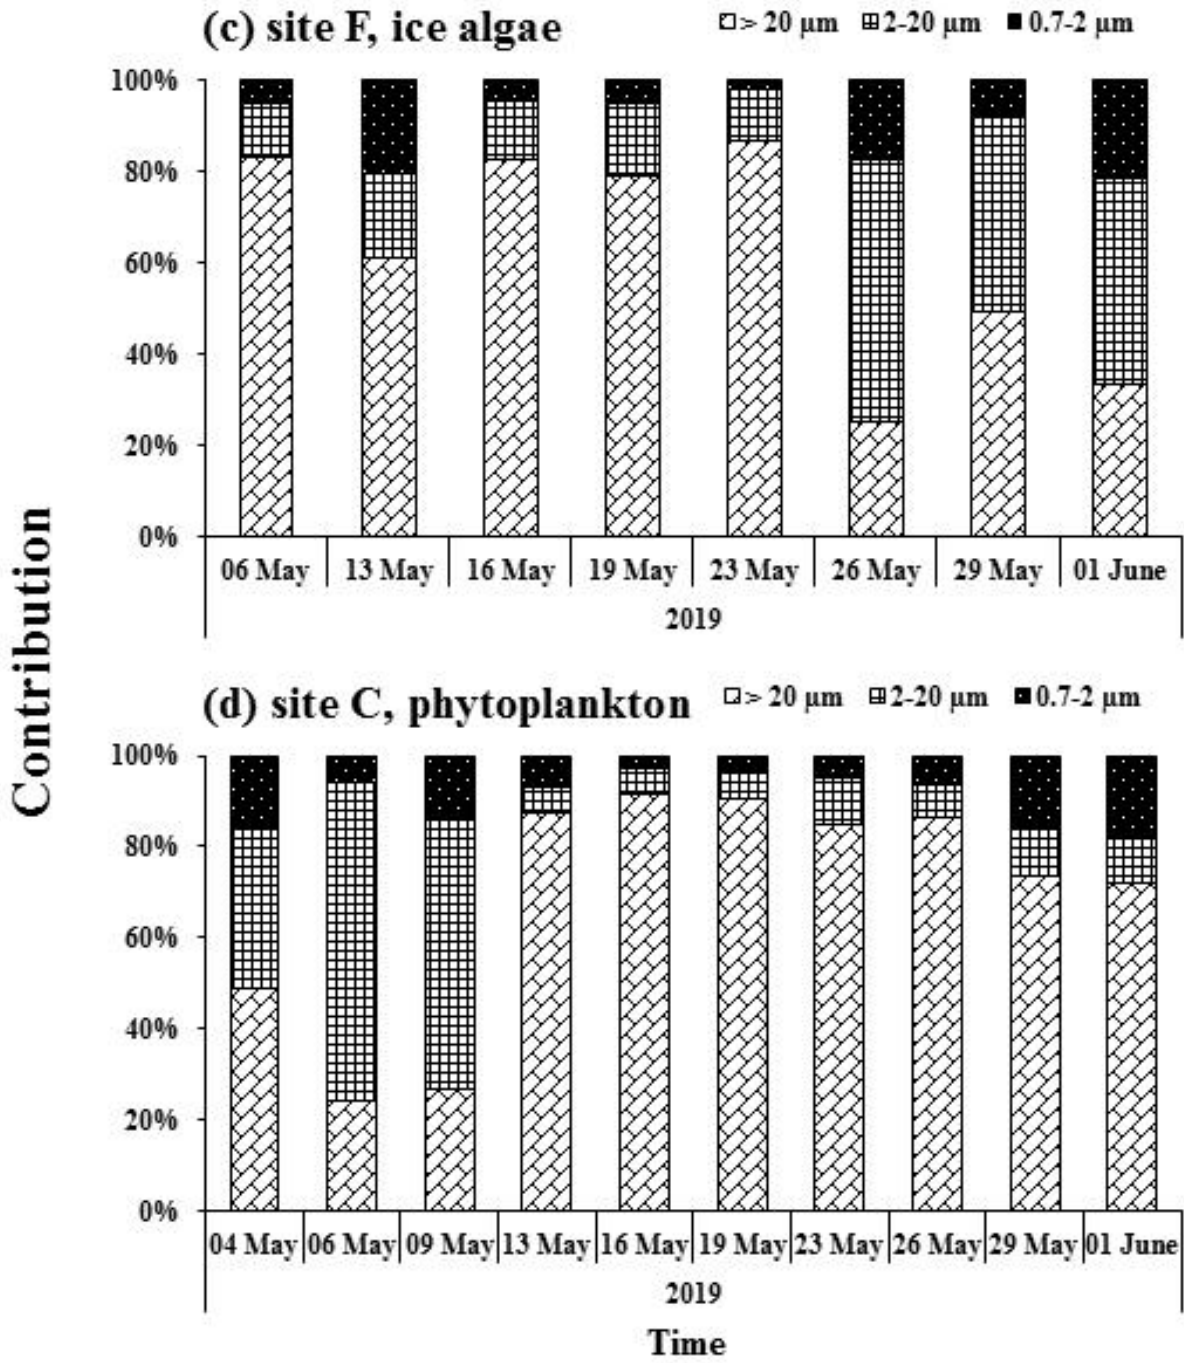 (c) site F, ice algae
> 20 µm 2-20 µm 0.7-2 µm
100%
80%
60%
40%
20%
0%
06 May 13 May 16 May 19 May 23 May 26 May 29 May 01 June
2019
Contribution
(d) site C, phytoplankton
> 20 µm 2-20 µm 0.7-2 µm
100%
80%
60%
40%
20%
0%
04 May 06 May 09 May 13 May 16 May 19 May 23 May 26 May 29 May 01 June
2019
Time